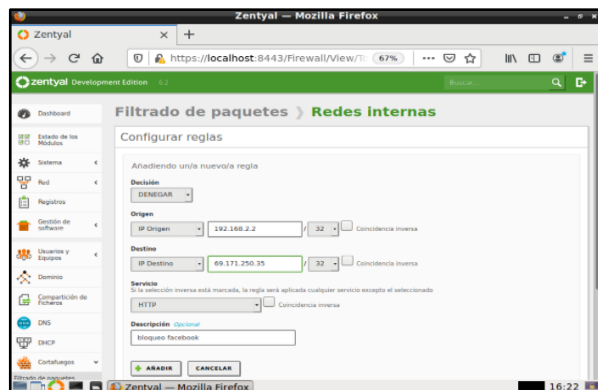 Zentyal — Mozilla Firefox
Zentyal
https://localhost:8443/Firewall/View/To 67%
zentyal Development Edition 6.2
Buscar...
Filtrado de paquetes Redes internas
Configurar reglas
Añadiendo un/a nuevo/a regla
Decisión
DENEGAR
Origen
IP Origen 192.168.2.2 / 32 Coincidencia inversa
Destino
IP Destino 69.171.250.35 / 32 Coincidencia inversa
Servicio
Si la selección inversa está marcada, la regla será aplicada cualquier servicio excepto el seleccionado
HTTP Coincidencia inversa
Descripción Opcional
bloqueo facebook
AÑADIR CANCELAR
Dashboard
Estado de los
Módulos
Sistema
Red
Registros
Gestión de
software
Usuarios y
Equipos
Dominio
Compartición de
Ficheros
DNS
DHCP
Cortafuegos
Filtrado de paquetes
Zentyal — Mozilla Firefox
16:22